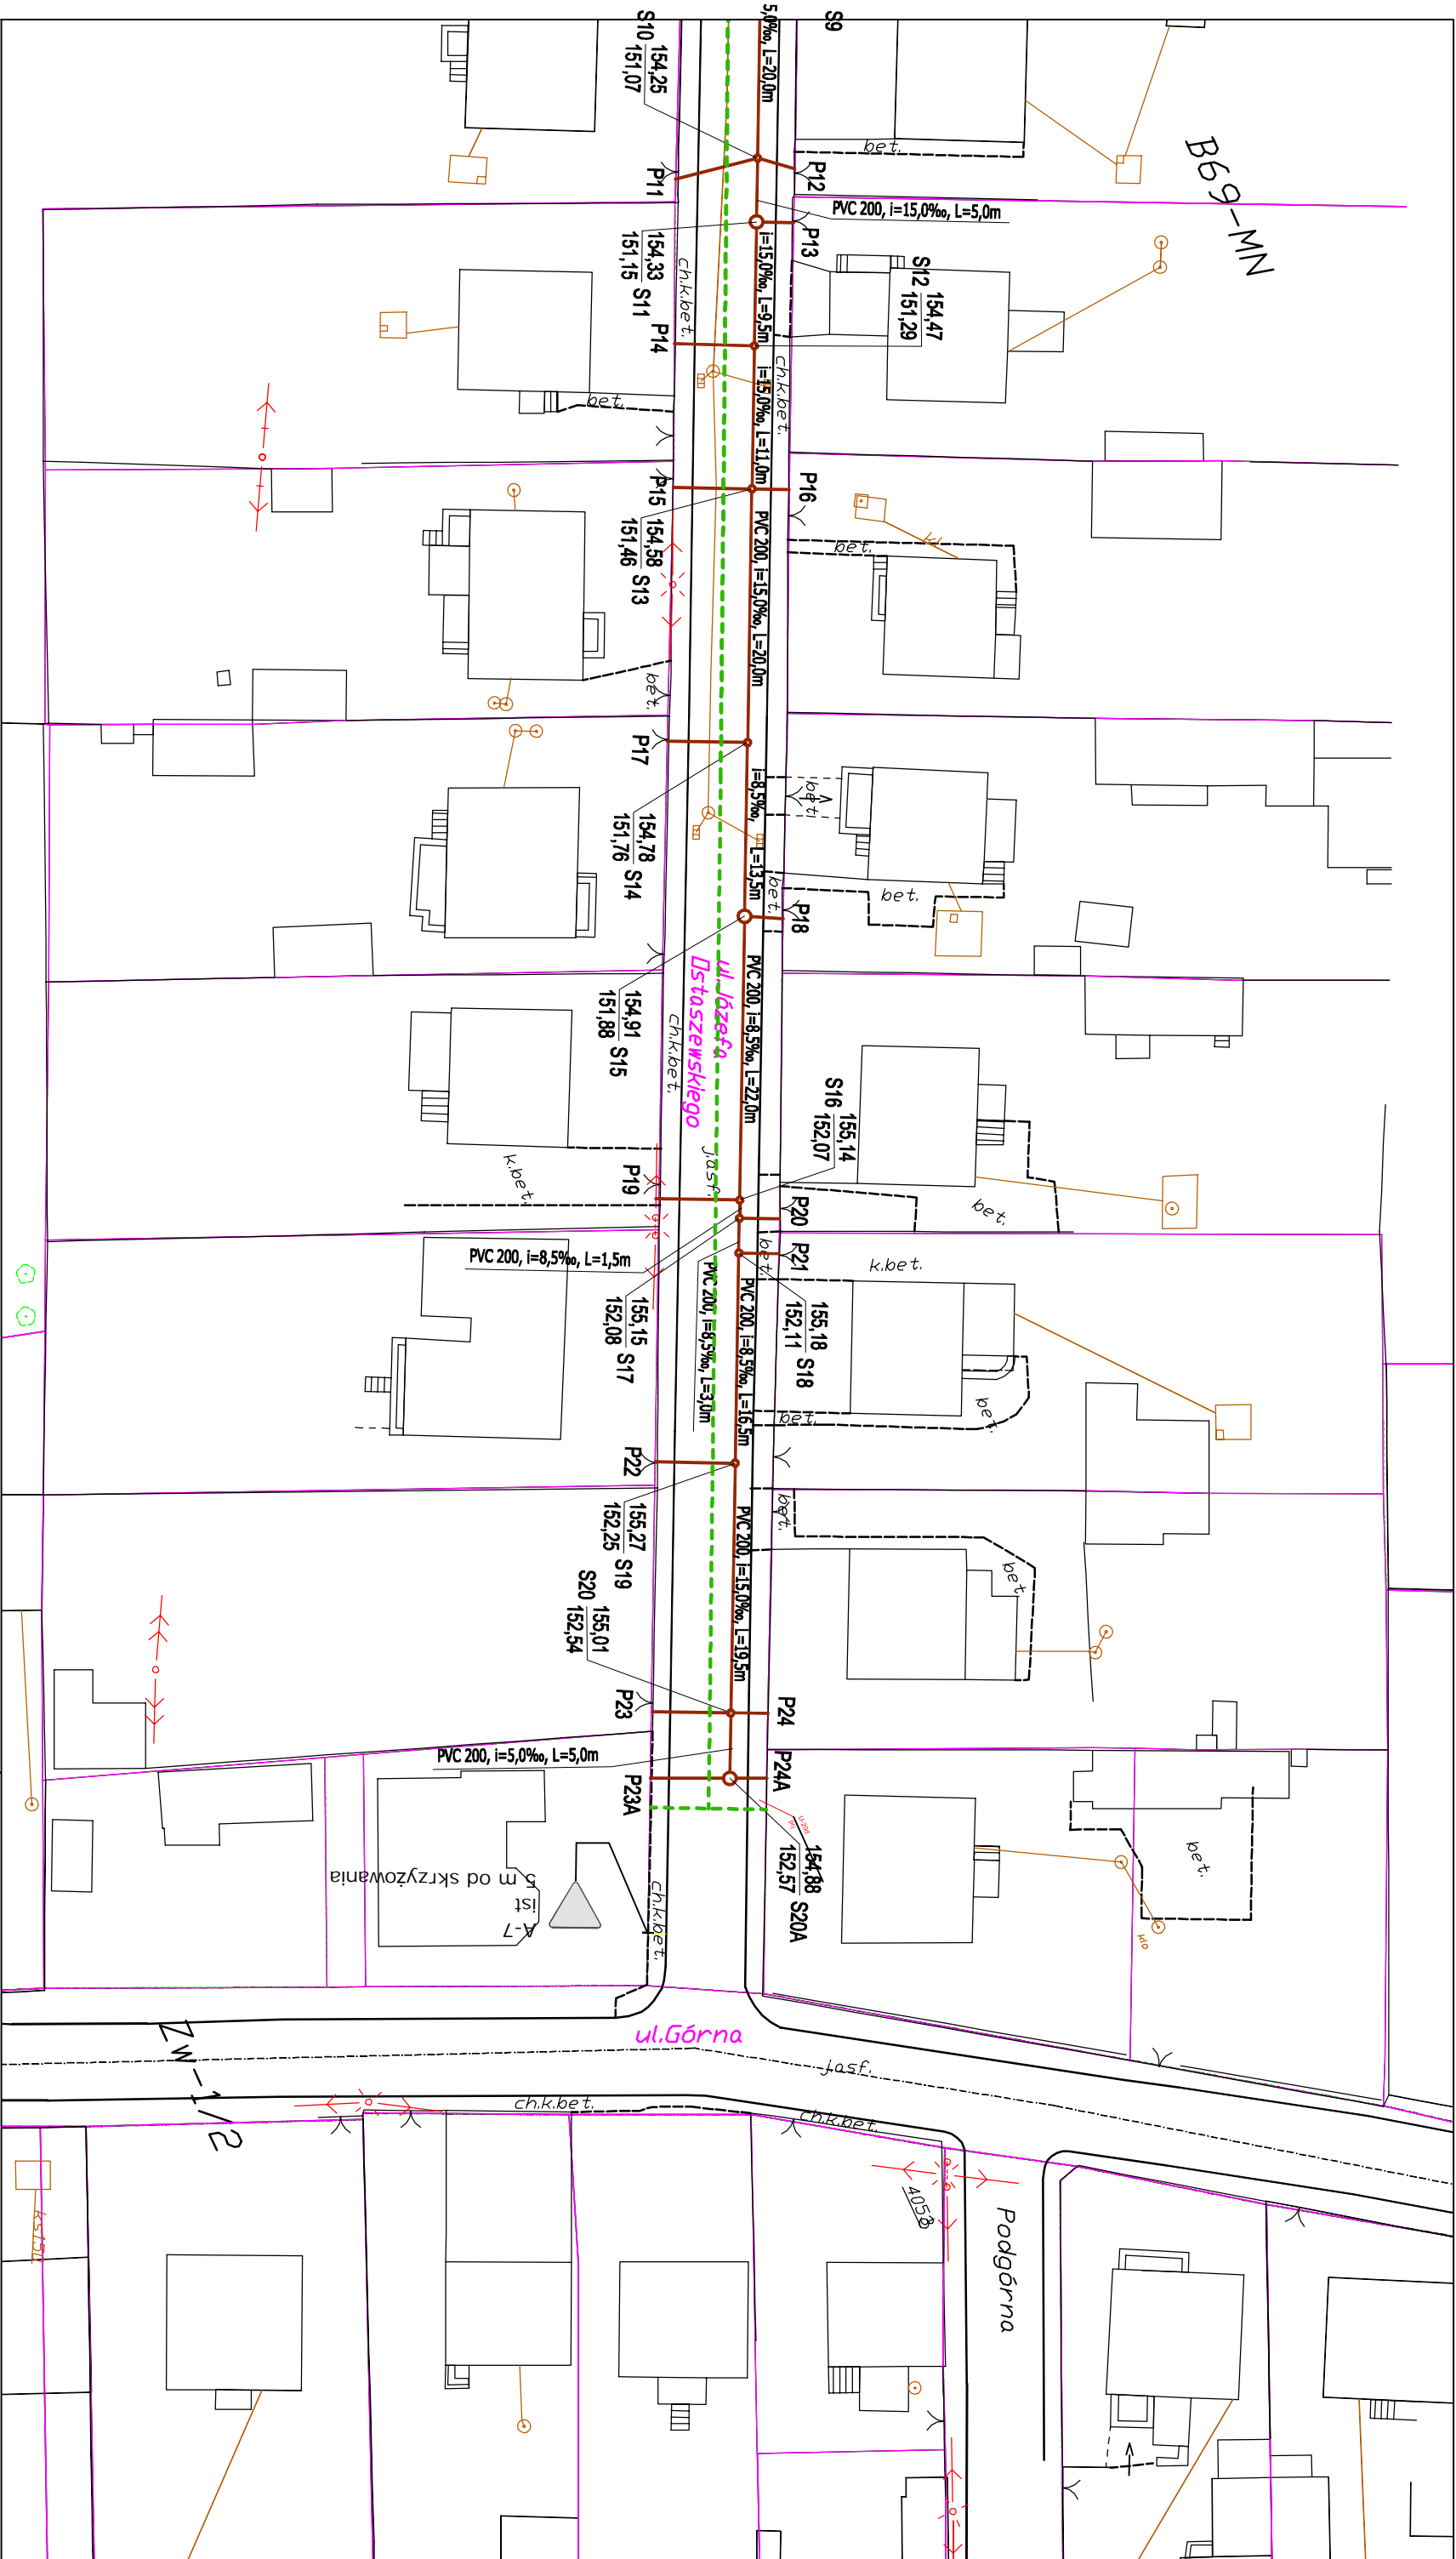 S9
5,0‰, L=20,0m
S10 154,25
151,07
bet.
B69-MN
P11
P12
PVC 200, i=15,0‰, L=5,0m
P13
154,33
151,15 S11
ch.k.bet.
i=15,0‰, L=9,5m
S12 154,47
151,29
P14
ch.k.bet.
i=15,0‰, L=11,0m
bet.
P15
P16
154,58
151,46 S13
PVC 200, i=15,0‰, L=20,0m
bet.
bet.
P17
i=8,5‰,
L=13,5m
bet.
154,78
151,76 S14
bet.
bet.
P18
ul. Józefa
Ostaszewskiego
154,91
151,88 S15
PVC 200, i=8,5‰, L=22,0m
ch.k.bet.
S16 155,14
152,07
j.asf.
k.bet.
P19
P20
bet.
P21
bet.
k.bet.
PVC 200, i=8,5‰, L=1,5m
155,15
152,08 S17
PVC 200, i=8,5‰, L=3,0m
PVC 200, i=8,5‰, L=16,5m
155,18
152,11 S18
bet.
bet.
P22
155,27
152,25 S19
bet.
PVC 200, i=15,0‰, L=19,5m
bet.
S20 155,01
152,54
P23
P24
PVC 200, i=5,0‰, L=5,0m
P23A
P24A
154,88
152,57 S20A
bet.
A-7
ist
5 m od skrzyżowania
ch.k.bet.
ul.Górna
jasf.
Zw-1/2
ch.k.bet.
ch.k.bet.
4053
Podgórna
ks150